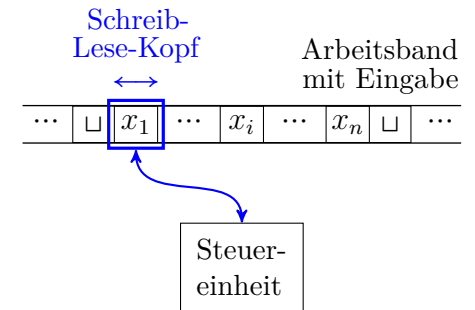 Schreib-
Lese-Kopf
Arbeitsband
mit Eingabe
... ⊔ x₁ ... xᵢ ... xₙ ⊔ ...
Steuer-
einheit